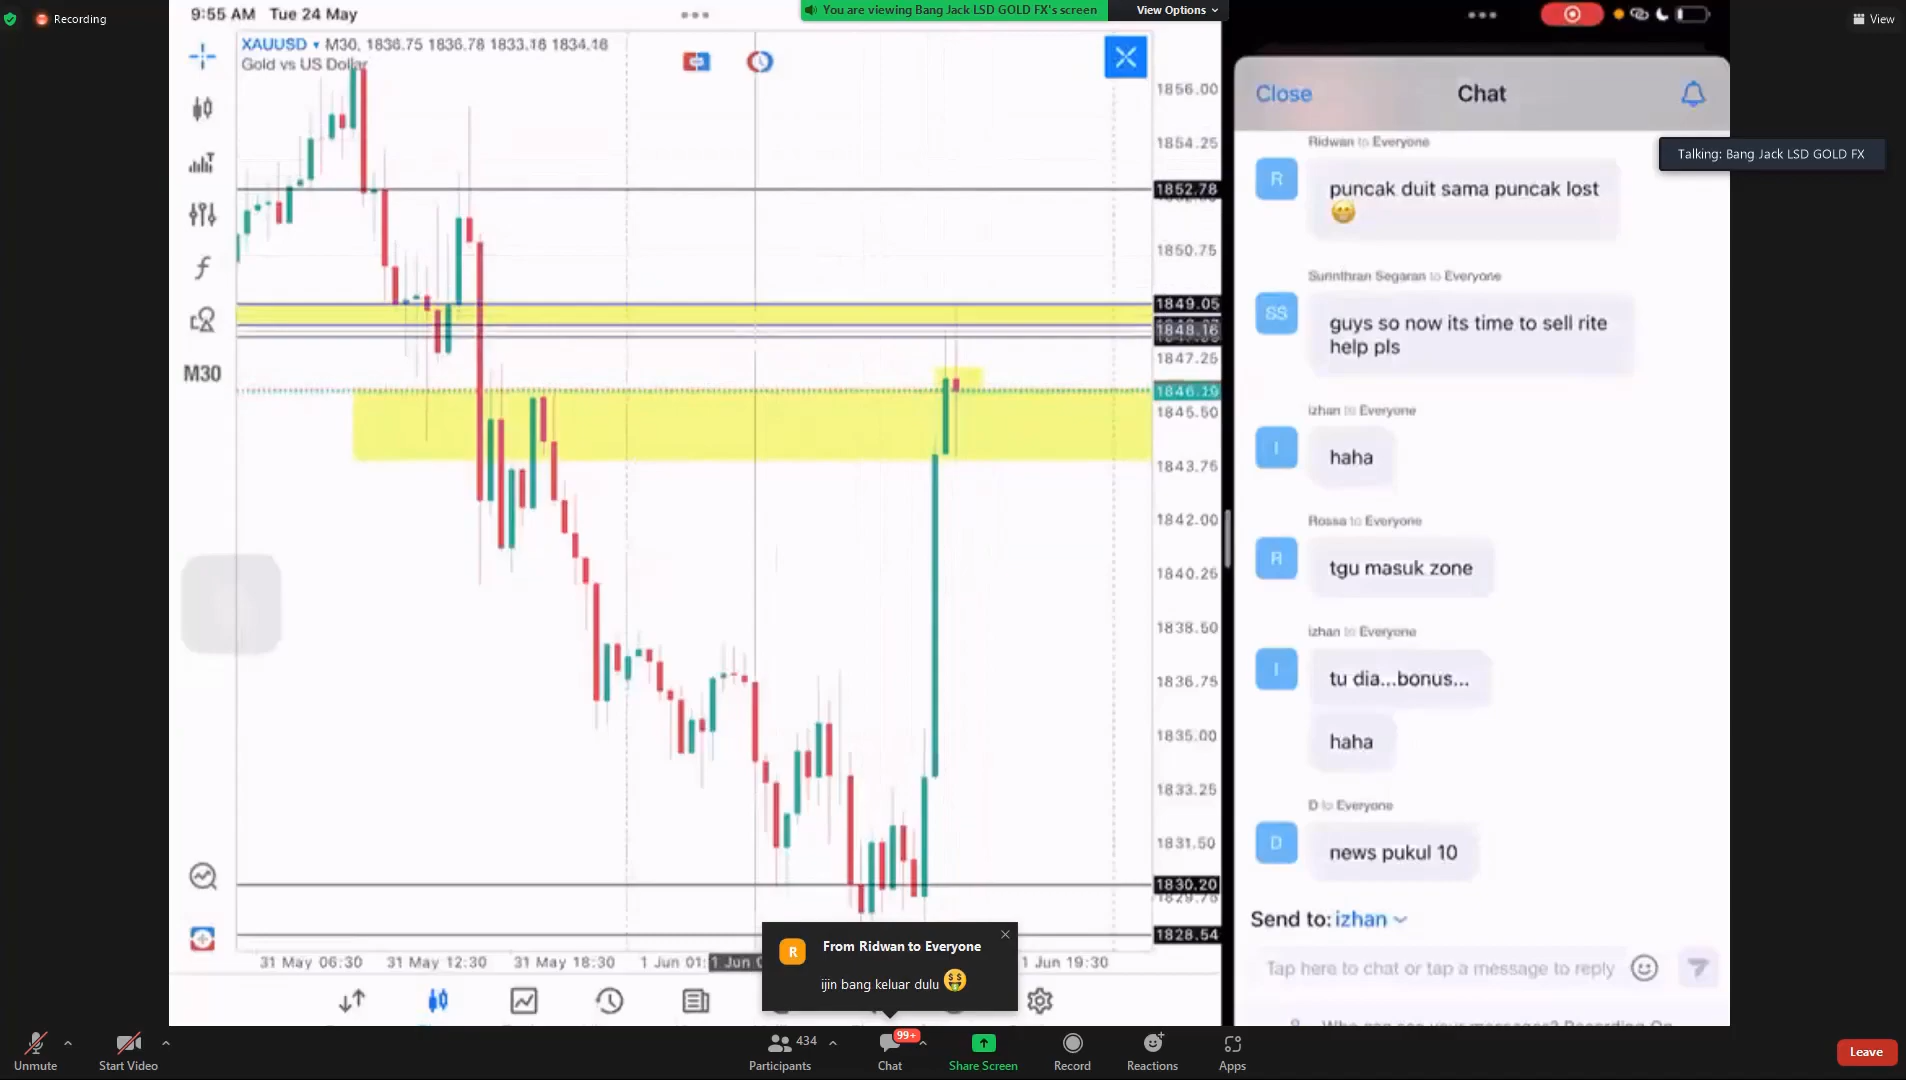 9:55 AM Tue 24 May
Recording
You are viewing Bang Jack LSD GOLD FX's screen
View Options
View
XAUUSD M30, 1836.75 1836.78 1833.16 1834.16
Gold vs US Dollar
M30
1856.00
1854.25
1852.78
1850.75
1849.05
1848.16
1847.25
1846.19
1845.50
1843.75
1842.00
1840.25
1838.50
1836.75
1835.00
1833.25
1831.50
1830.20
1829.75
1828.54
31 May 06:30
31 May 12:30
31 May 18:30
1 Jun 01:
1 Jun
1 Jun 19:30
Close
Chat
Talking: Bang Jack LSD GOLD FX
Ridwan to Everyone
R
puncak duit sama puncak lost
😁
Surinthran Segaran to Everyone
SS
guys so now its time to sell rite
help pls
izhan to Everyone
I
haha
Rossa to Everyone
R
tgu masuk zone
izhan to Everyone
I
tu dia...bonus...
haha
D to Everyone
D
news pukul 10
Send to: izhan
Tap here to chat or tap a message to reply
R
From Ridwan to Everyone
ijin bang keluar dulu 🤑
Unmute
Start Video
434
Participants
99+
Chat
Share Screen
Record
Reactions
Apps
Leave